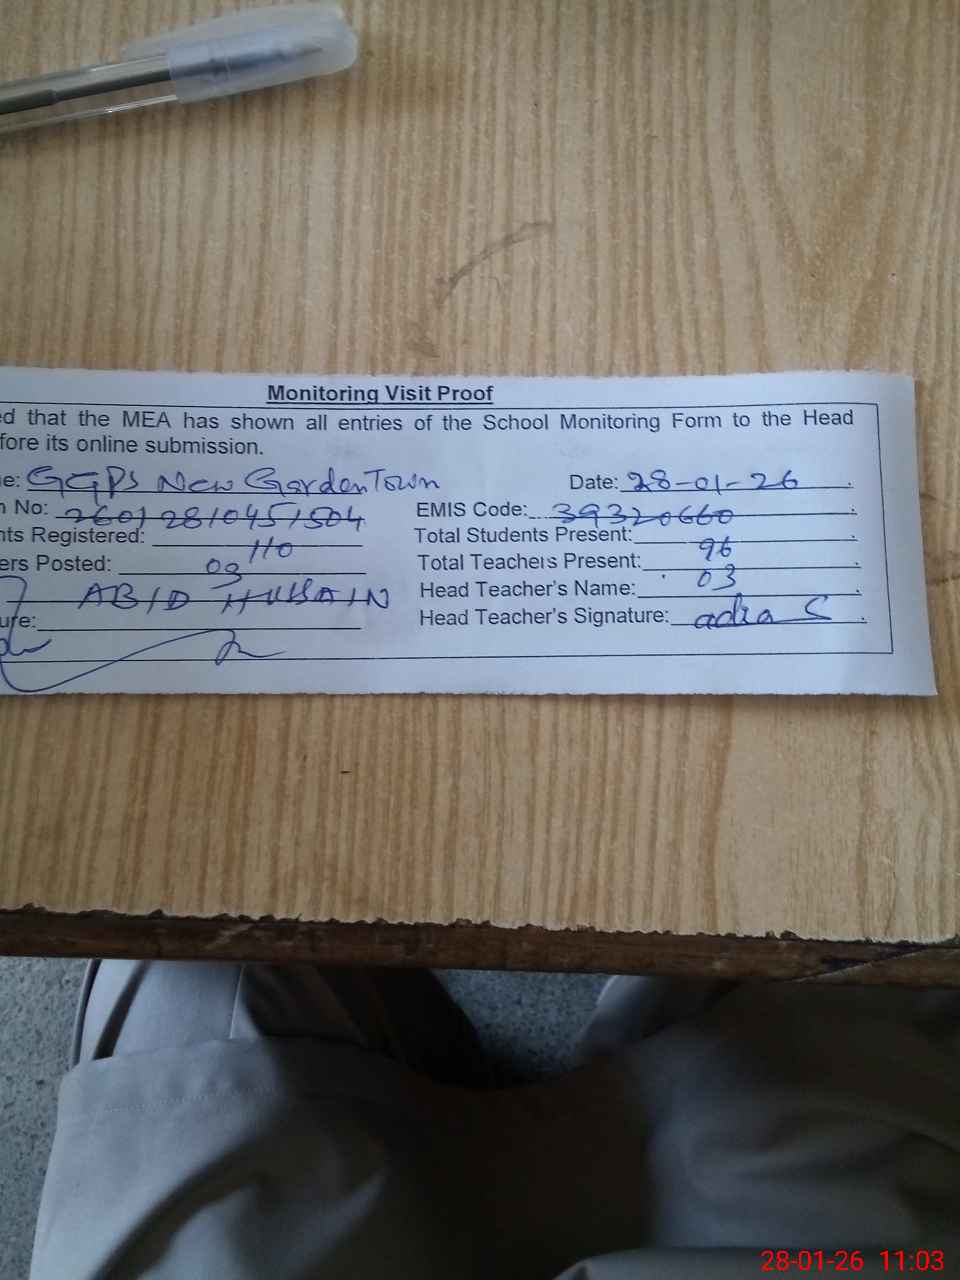 Monitoring Visit Proof
ed that the MEA has shown all entries of the School Monitoring Form to the Head
fore its online submission.
e: GGPS New Garden Town Date: 28-01-26
n No: 26012810451504 EMIS Code: 39320660
nts Registered: 110 Total Students Present: 96
ers Posted: 03 Total Teachers Present: 03
ABID HUSSAIN Head Teacher's Name:
ure: Head Teacher's Signature:
28-01-26 11:03